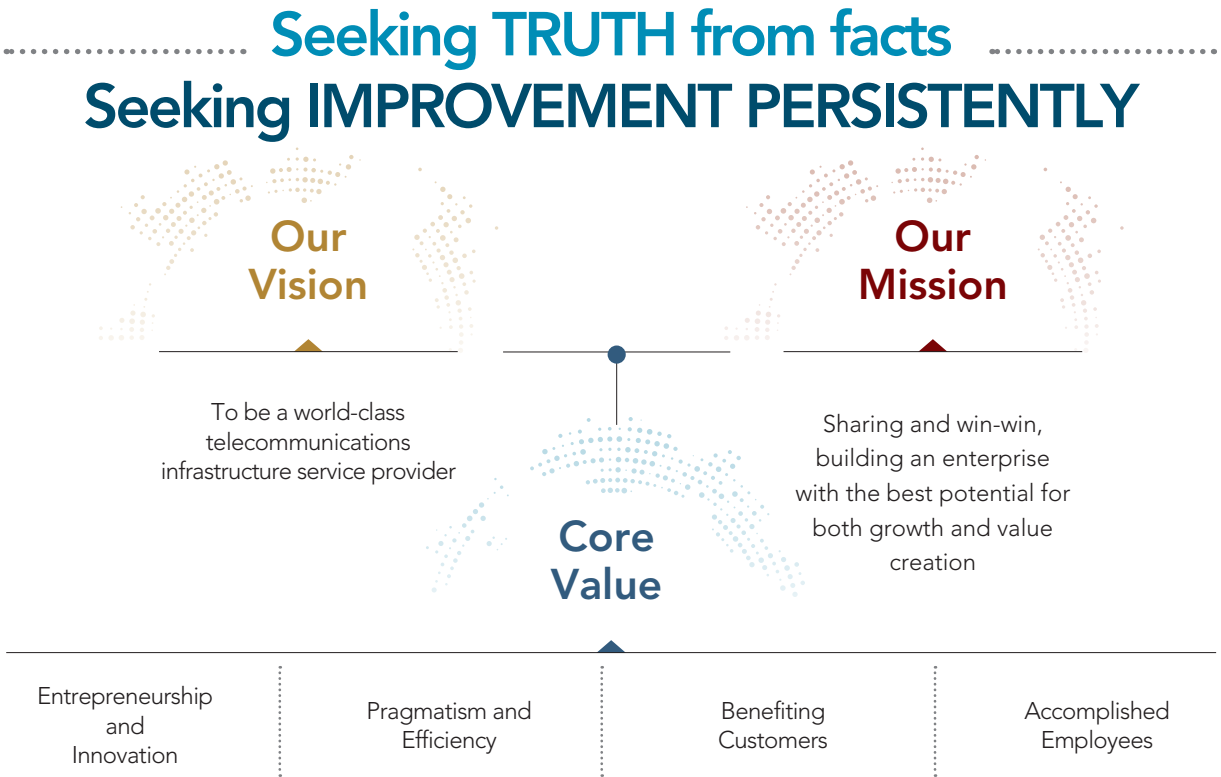 Seeking TRUTH from facts
Seeking IMPROVEMENT PERSISTENTLY
Our
Vision
To be a world-class
telecommunications
infrastructure service provider
Our
Mission
Sharing and win-win,
building an enterprise
with the best potential for
both growth and value
creation
Core
Value
Entrepreneurship
and
Innovation
Pragmatism and
Efficiency
Benefiting
Customers
Accomplished
Employees